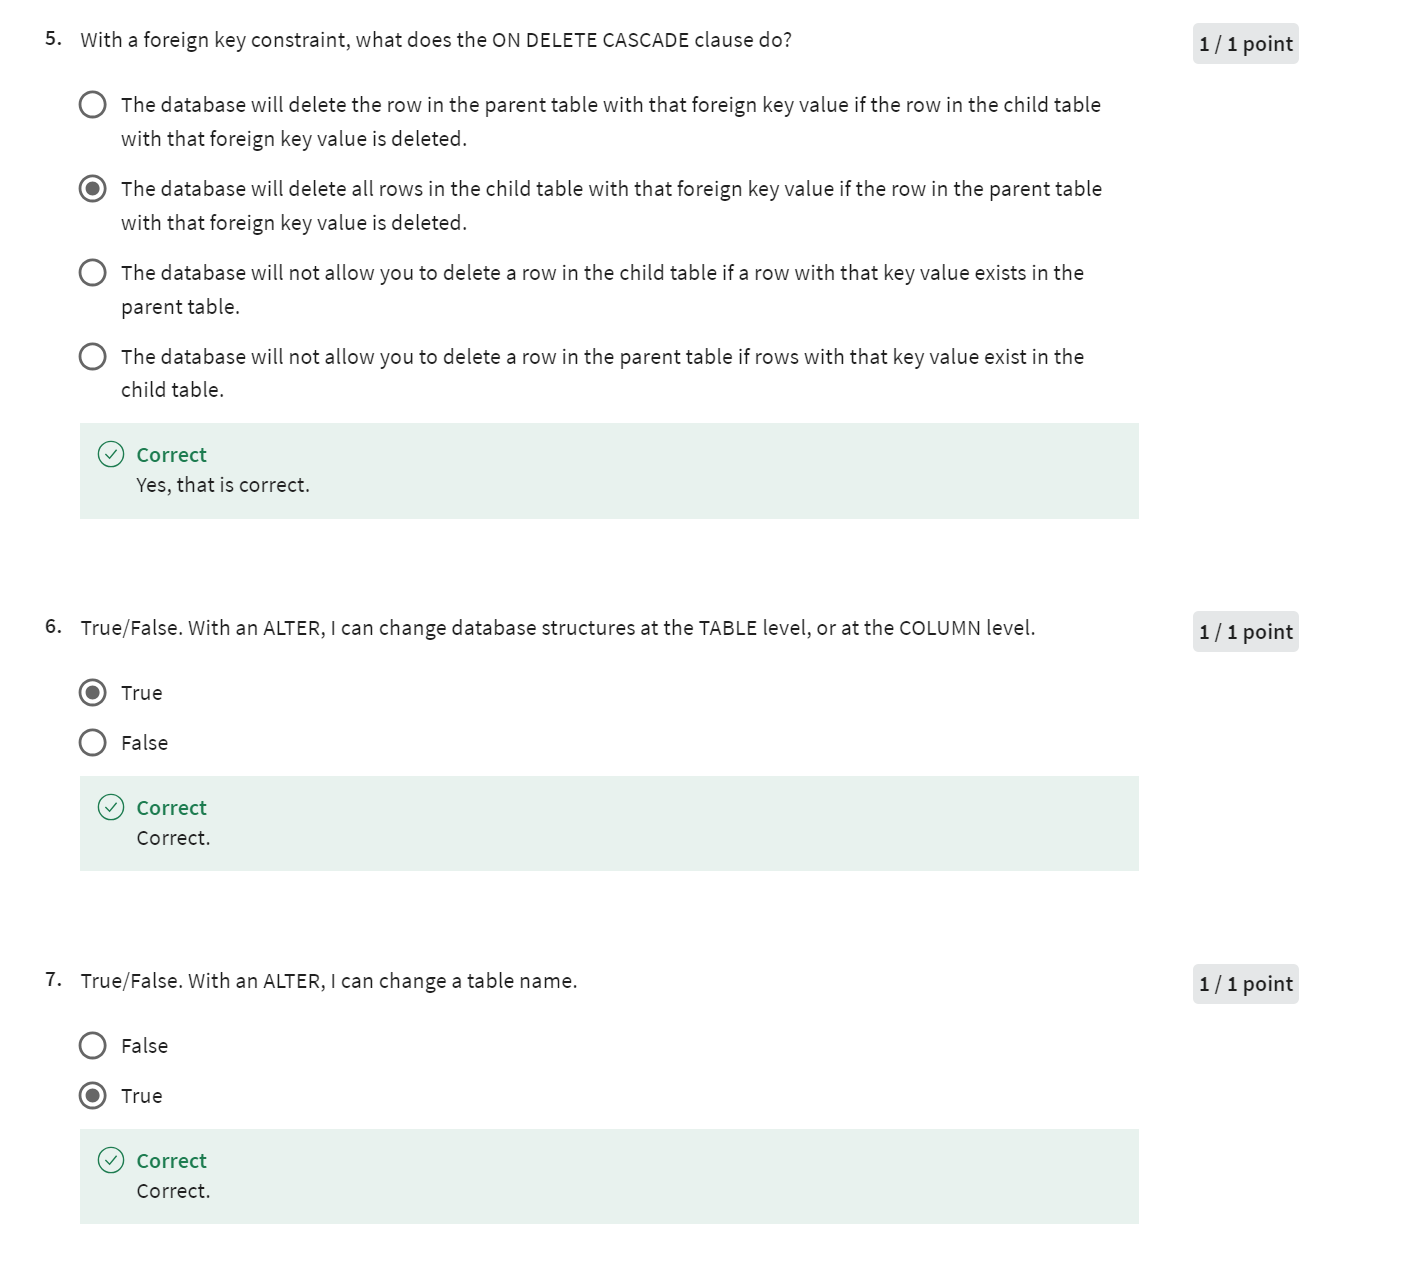 5. With a foreign key constraint, what does the ON DELETE CASCADE clause do?
1 / 1 point
The database will delete the row in the parent table with that foreign key value if the row in the child table
with that foreign key value is deleted.
The database will delete all rows in the child table with that foreign key value if the row in the parent table
with that foreign key value is deleted.
The database will not allow you to delete a row in the child table if a row with that key value exists in the
parent table.
The database will not allow you to delete a row in the parent table if rows with that key value exist in the
child table.
Correct
Yes, that is correct.
6. True/False. With an ALTER, I can change database structures at the TABLE level, or at the COLUMN level.
1 / 1 point
True
False
Correct
Correct.
7. True/False. With an ALTER, I can change a table name.
1 / 1 point
False
True
Correct
Correct.